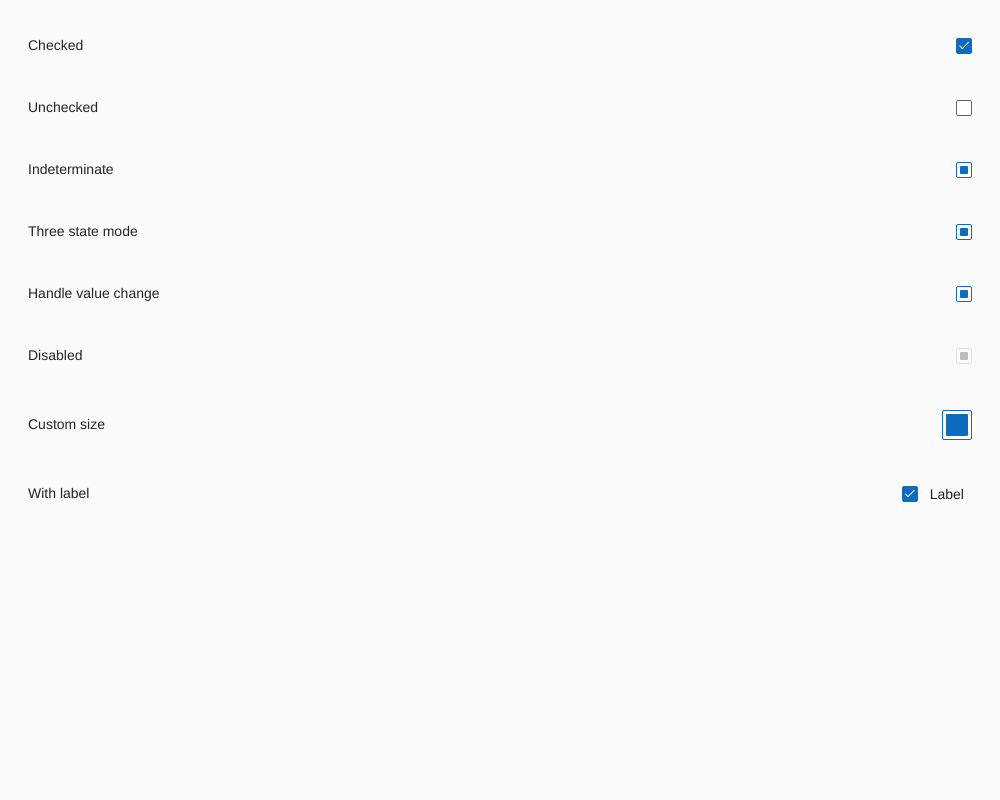 Checked
Unchecked
Indeterminate
Three state mode
Handle value change
Disabled
Custom size
With label
Label